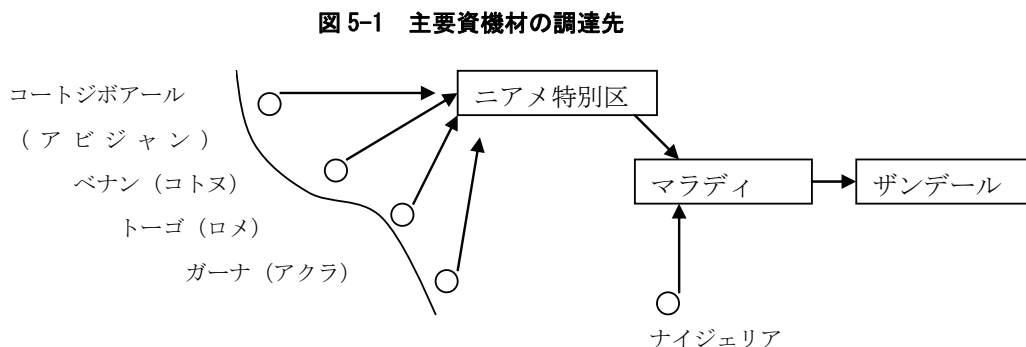 図 5-1 主要資機材の調達先
コートジボアール
(アビジャン)
ベナン（コトヌ）
トーゴ（ロメ）
ガーナ（アクラ）
ニアメ特別区
マラディ
ザンデール
ナイジェリア